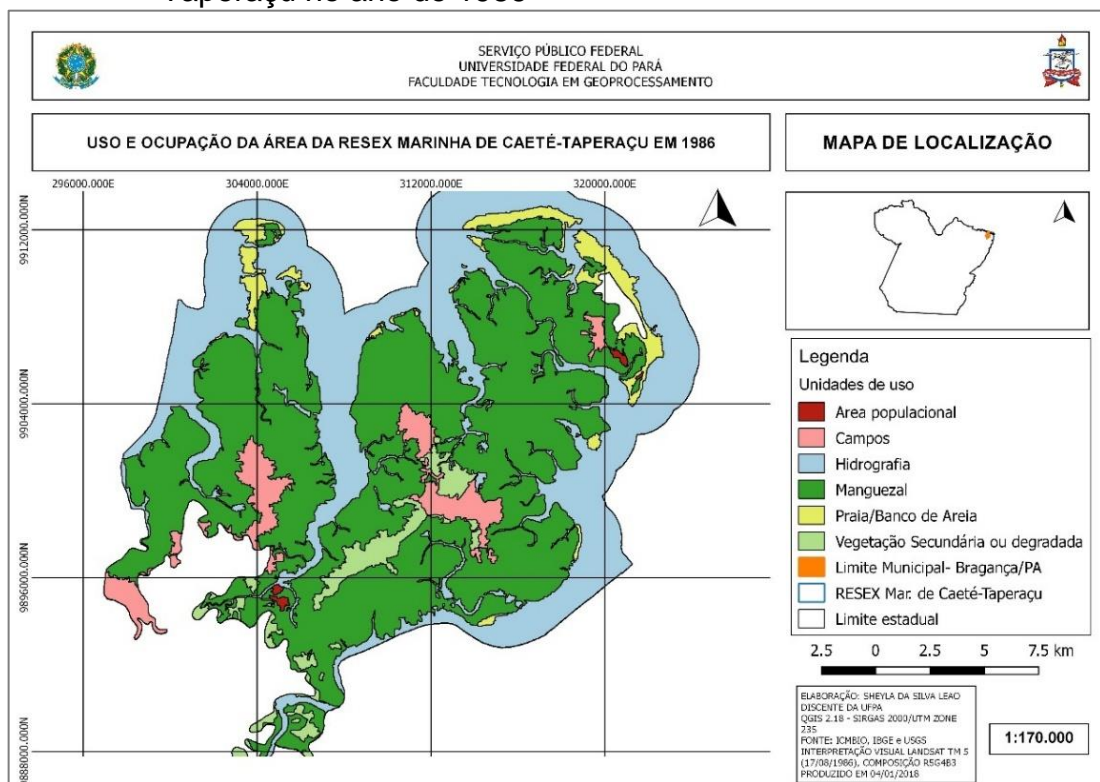 Taperaçu no ano de 1986
SERVIÇO PÚBLICO FEDERAL
UNIVERSIDADE FEDERAL DO PARÁ
FACULDADE TECNOLOGIA EM GEOPROCESSAMENTO
USO E OCUPAÇÃO DA ÁREA DA RESEX MARINHA DE CAETÉ-TAPERAÇU EM 1986
MAPA DE LOCALIZAÇÃO
296000.000E
304000.000E
312000.000E
320000.000E
9912000.000N
9904000.000N
9896000.000N
9888000.000N
Legenda
Unidades de uso
Area populacional
Campos
Hidrografia
Manguezal
Praia/Banco de Areia
Vegetação Secundária ou degradada
Limite Municipal- Bragança/PA
RESEX Mar. de Caeté-Taperaçu
Limite estadual
2.5 0 2.5 5 7.5 km
ELABORAÇÃO: SHEYLA DA SILVA LEAO
DISCENTE DA UFPA
QGIS 2.18 - SIRGAS 2000/UTM ZONE
23S
FONTE: ICMBIO, IBGE e USGS
INTERPRETAÇÃO VISUAL LANDSAT TM 5
(17/08/1986), COMPOSIÇÃO R5G4B3
PRODUZIDO EM 04/01/2018
1:170.000